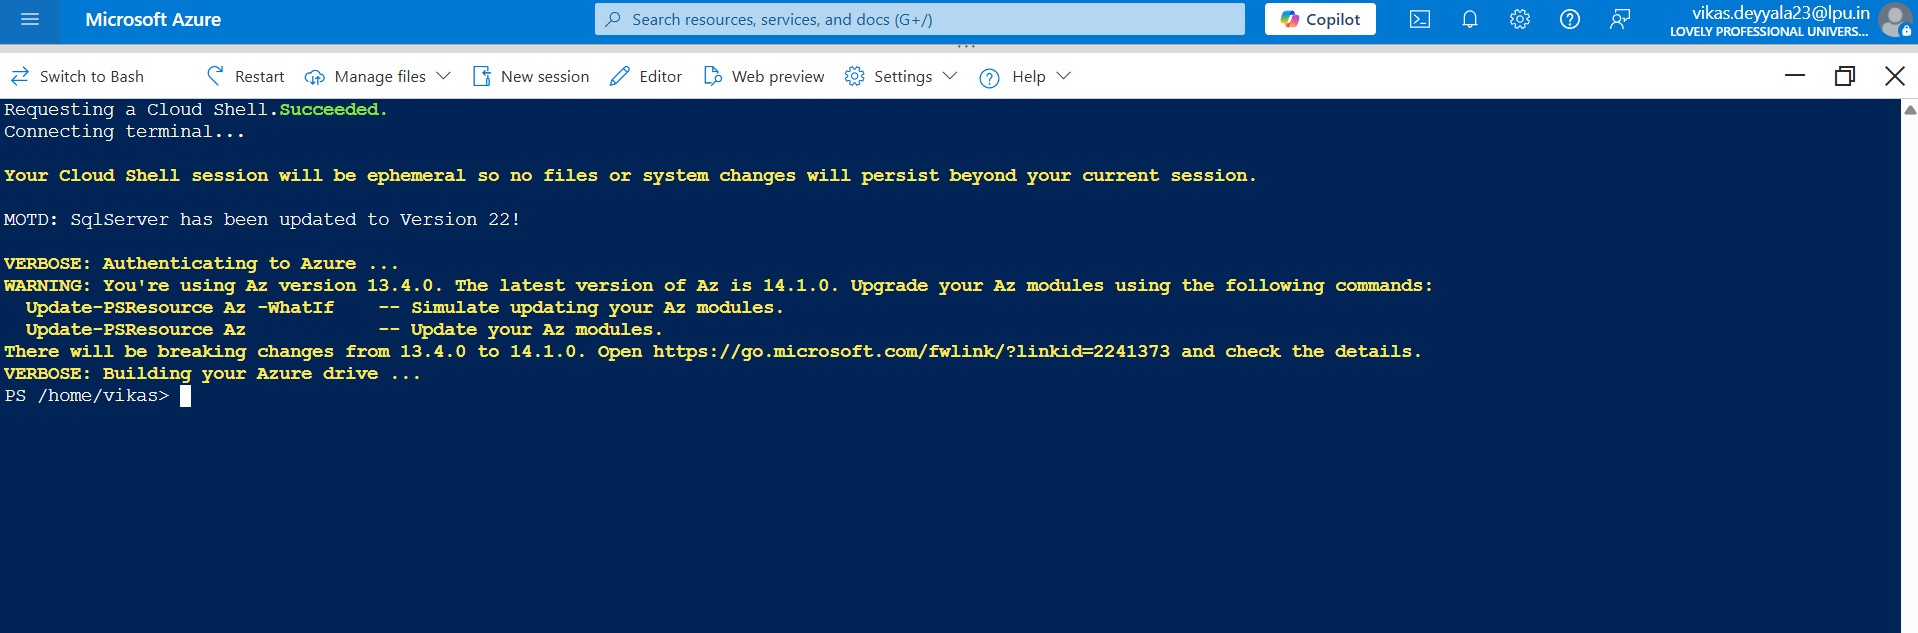 Microsoft Azure
Search resources, services, and docs (G+/)
Copilot
vikas.deyyala23@lpu.in
LOVELY PROFESSIONAL UNIVERS...
Switch to Bash
Restart
Manage files
New session
Editor
Web preview
Settings
Help
Requesting a Cloud Shell.Succeeded.
Connecting terminal...
Your Cloud Shell session will be ephemeral so no files or system changes will persist beyond your current session.
MOTD: SqlServer has been updated to Version 22!
VERBOSE: Authenticating to Azure ...
WARNING: You're using Az version 13.4.0. The latest version of Az is 14.1.0. Upgrade your Az modules using the following commands:
  Update-PSResource Az -WhatIf    -- Simulate updating your Az modules.
  Update-PSResource Az            -- Update your Az modules.
There will be breaking changes from 13.4.0 to 14.1.0. Open https://go.microsoft.com/fwlink/?linkid=2241373 and check the details.
VERBOSE: Building your Azure drive ...
PS /home/vikas>